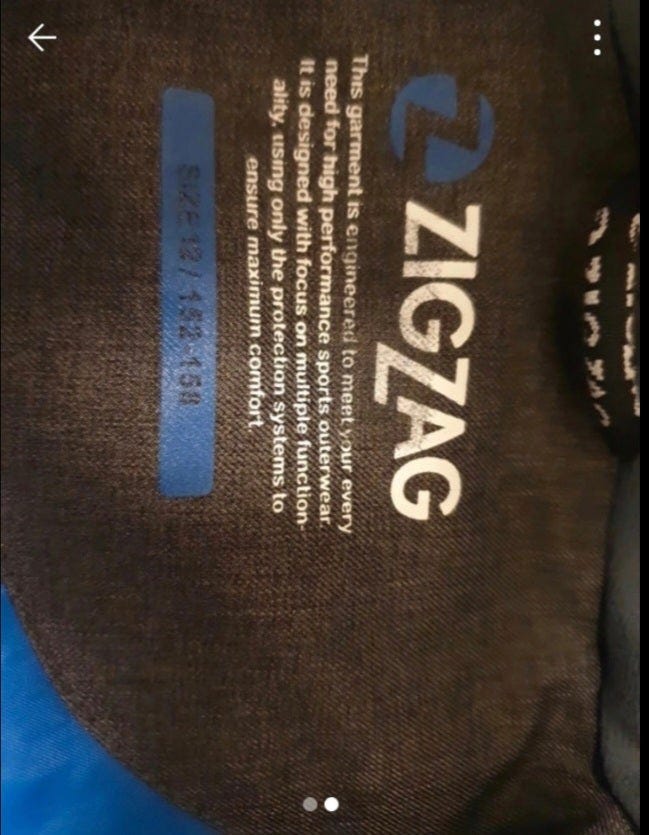 ZIGZAG
This garment is engineered to meet your every
need for high performance sports outerwear.
It is designed with focus on multiple function-
ality, using only the protection systems to
ensure maximum comfort.
SIZE 12 / 152-158